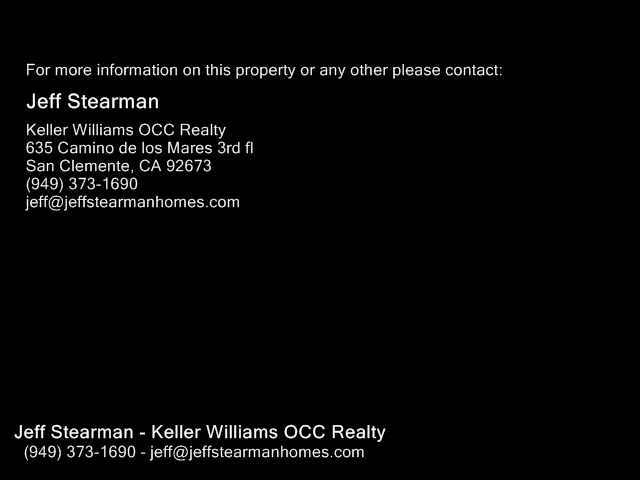 For more information on this property or any other please contact:
Jeff Stearman
Keller Williams OCC Realty
635 Camino de los Mares 3rd fl
San Clemente, CA 92673
(949) 373-1690
jeff@jeffstearmanhomes.com
Jeff Stearman - Keller Williams OCC Realty
(949) 373-1690 - jeff@jeffstearmanhomes.com